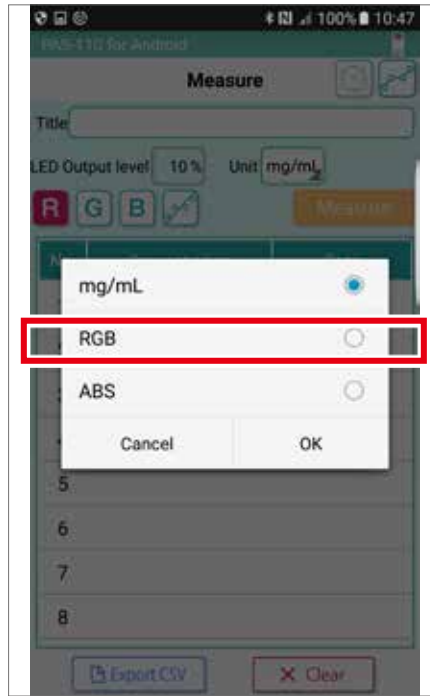 100% 10:47
PAS-110 for Android
Measure
Title
LED Output level 10 % Unit mg/mL
R G B Measure
mg/mL
RGB
ABS
Cancel OK
5
6
7
8
Export CSV Clear